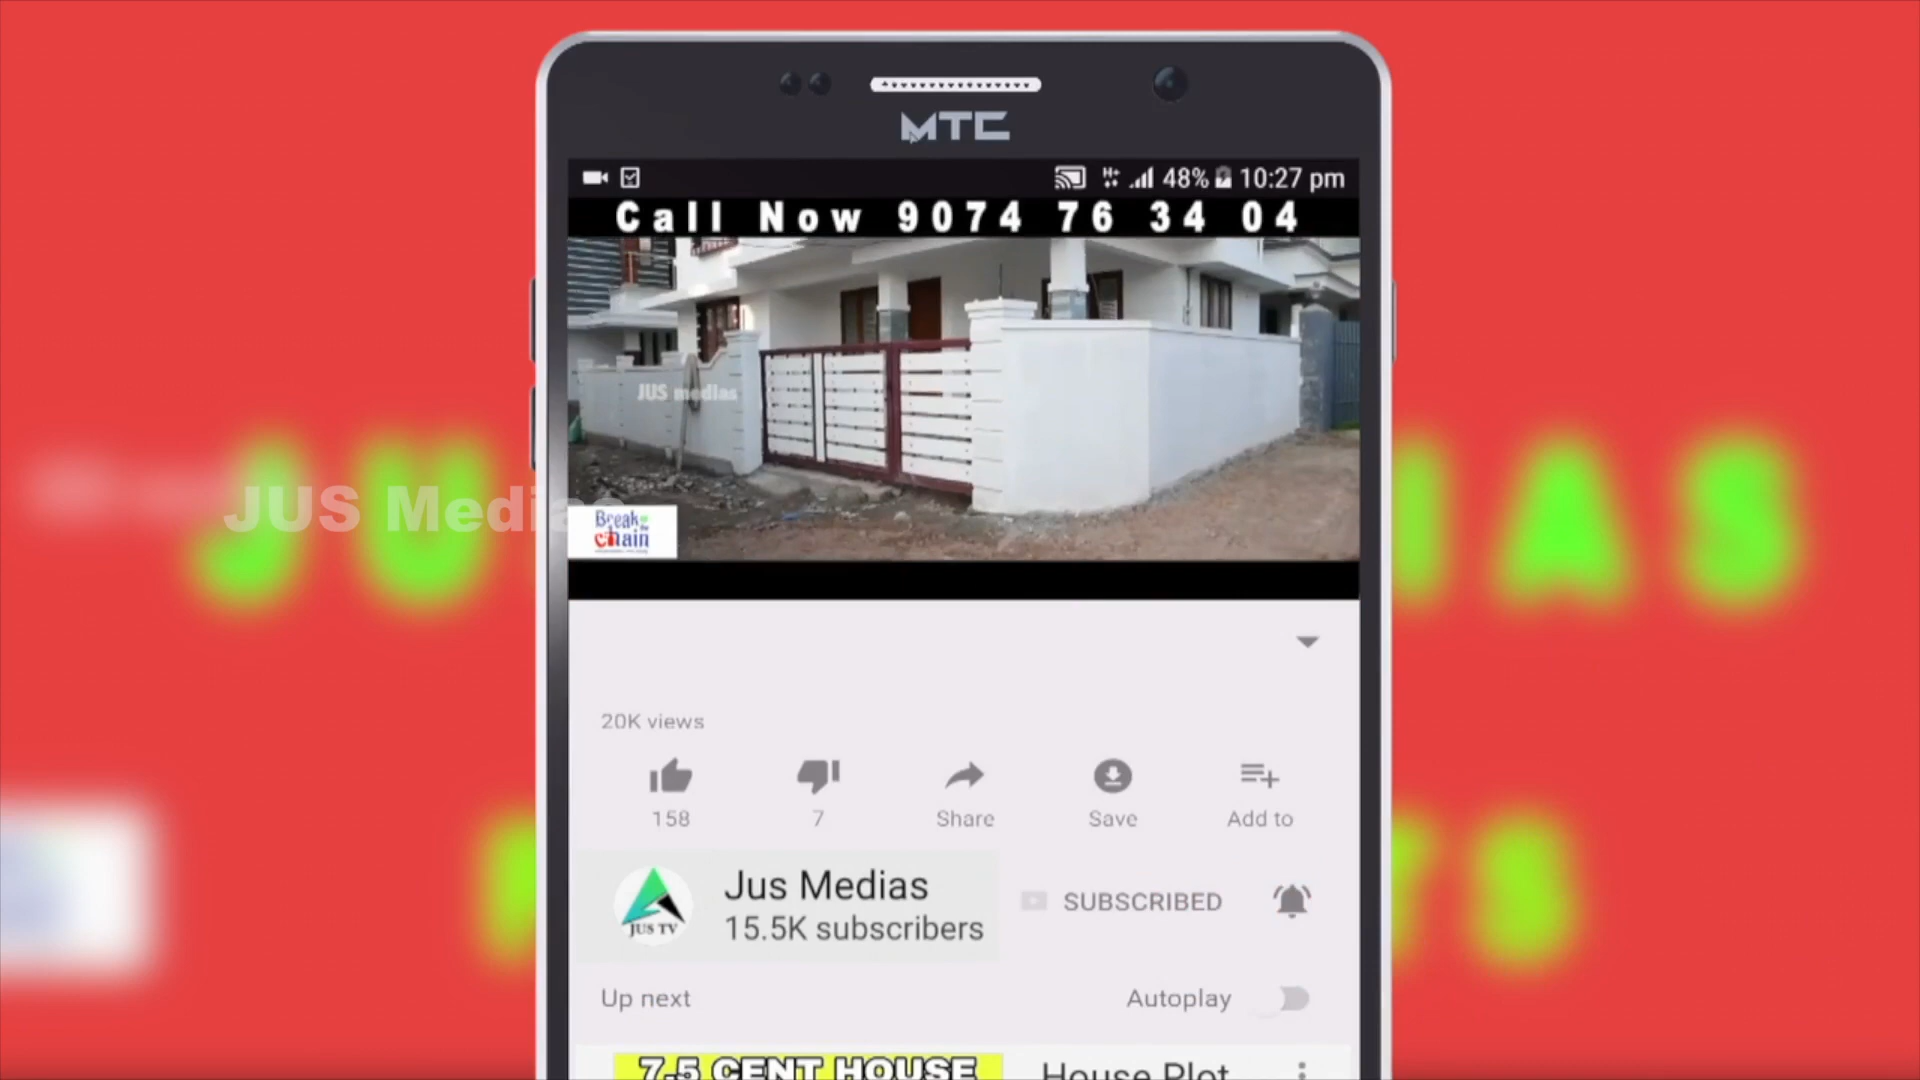 MTC
48% 10:27 pm
Call Now 9074 76 34 04
JUS medias
JUS Medias
Break the
chain
20K views
158
7
Share
Save
Add to
Jus Medias
15.5K subscribers
JUS TV
SUBSCRIBED
Up next
Autoplay
7.5 CENT HOUSE
House Plot